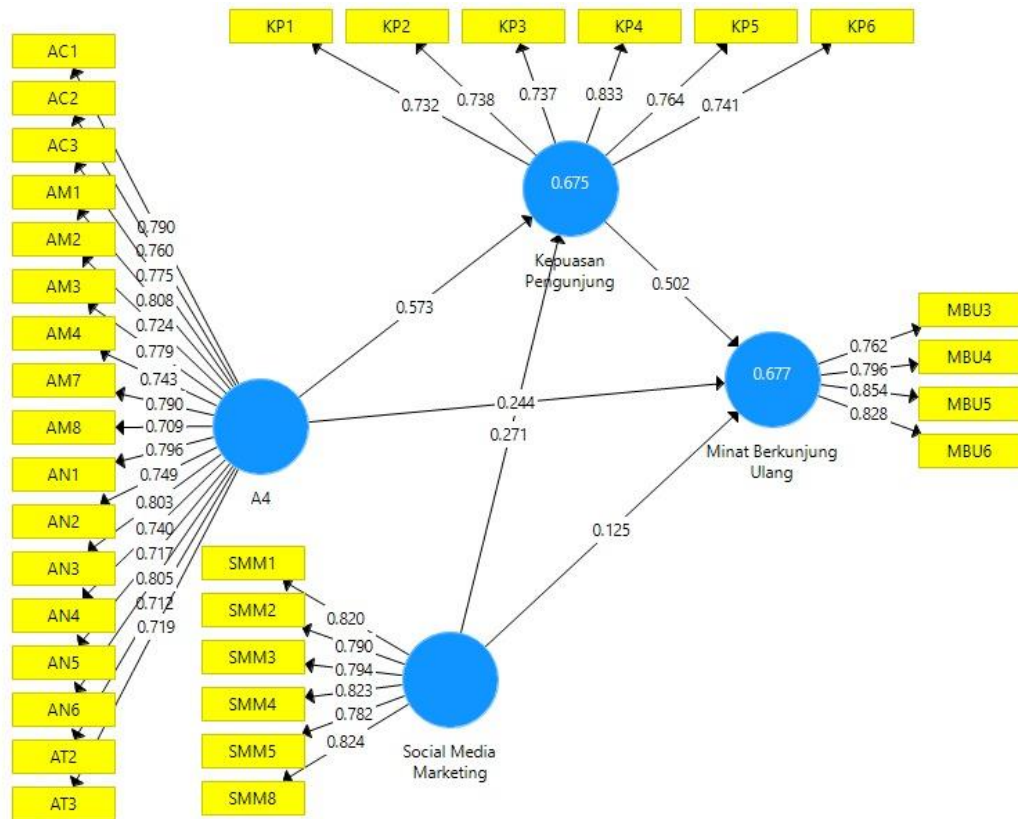 KP1 KP2 KP3 KP4 KP5 KP6
0.732 0.738 0.737 0.833 0.764 0.741
0.675
Kepuasan
Pengunjung
AC1
AC2
AC3
AM1
AM2
AM3
AM4
AM7
AM8
AN1
AN2
AN3
AN4
AN5
AN6
AT2
AT3
0.790
0.760
0.775
0.808
0.724
0.779
0.743
0.790
0.709
0.796
0.749
0.803
0.740
0.717
0.805
0.712
0.719
A4
0.573
0.502
0.244
0.271
0.125
0.677
Minat Berkunjung
Ulang
0.762
0.796
0.854
0.828
MBU3
MBU4
MBU5
MBU6
SMM1
SMM2
SMM3
SMM4
SMM5
SMM8
0.820
0.790
0.794
0.823
0.782
0.824
Social Media
Marketing